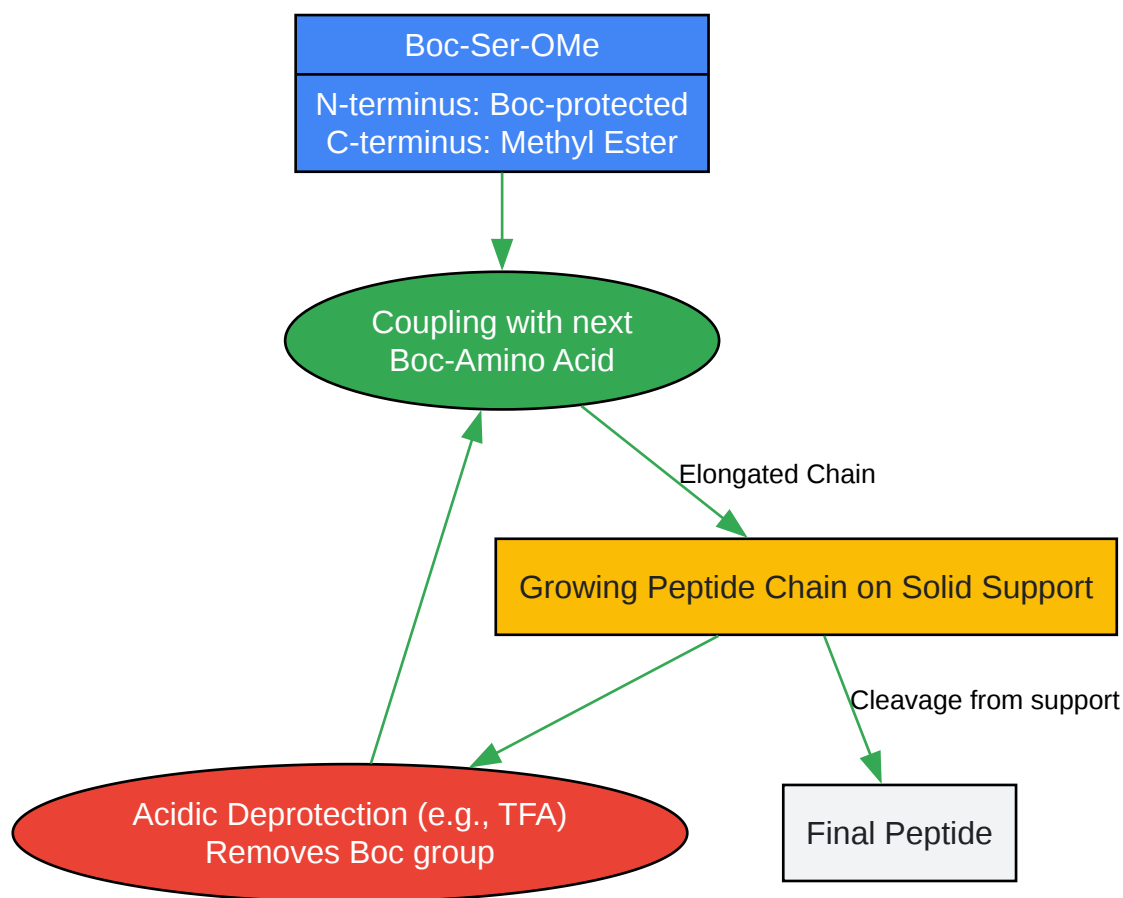 Boc-Ser-OMe
N-terminus: Boc-protected
C-terminus: Methyl Ester
Coupling with next
Boc-Amino Acid
Elongated Chain
Growing Peptide Chain on Solid Support
Cleavage from support
Acidic Deprotection (e.g., TFA)
Removes Boc group
Final Peptide